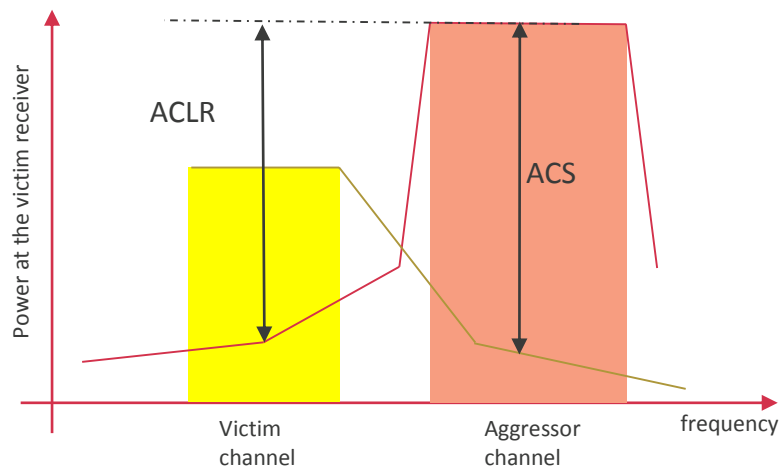 Power at the victim receiver
ACLR
ACS
Victim
channel
Aggressor
channel
frequency